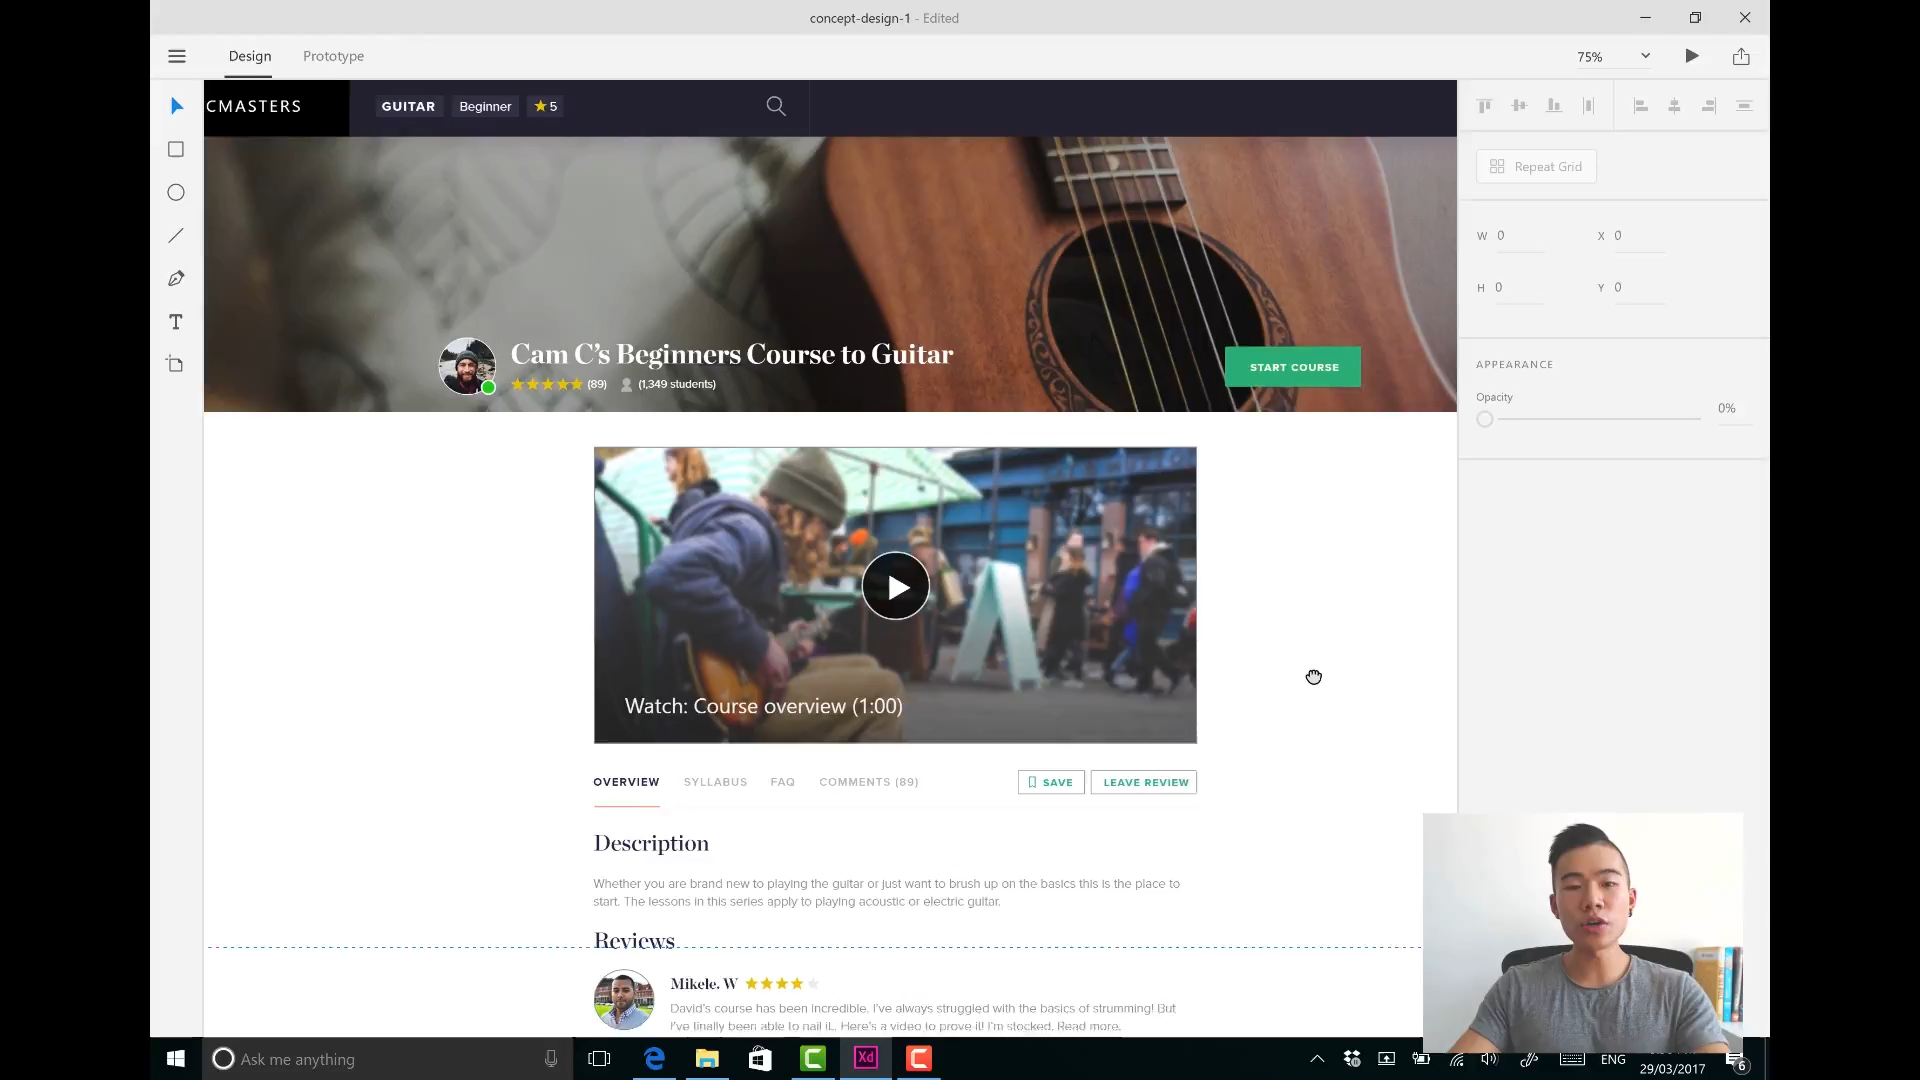 concept-design-1 - Edited
Design Prototype 75%
CMASTERS GUITAR Beginner 5
Repeat Grid
W 0 X 0
H 0 Y 0
Cam C's Beginners Course to Guitar
(89) (1,349 students)
START COURSE
APPEARANCE
Opacity
0%
Watch: Course overview (1:00)
OVERVIEW SYLLABUS FAQ COMMENTS (89) SAVE LEAVE REVIEW
Description
Whether you are brand new to playing the guitar or just want to brush up on the basics this is the place to
start. The lessons in this series apply to playing acoustic or electric guitar.
Reviews
Mikele. W
David's course has been incredible. I've always struggled with the basics of strumming! But
I've finally been able to nail it.. Here's a video to prove it! I'm stocked. Read more.
Ask me anything
Xd
ENG
29/03/2017
6